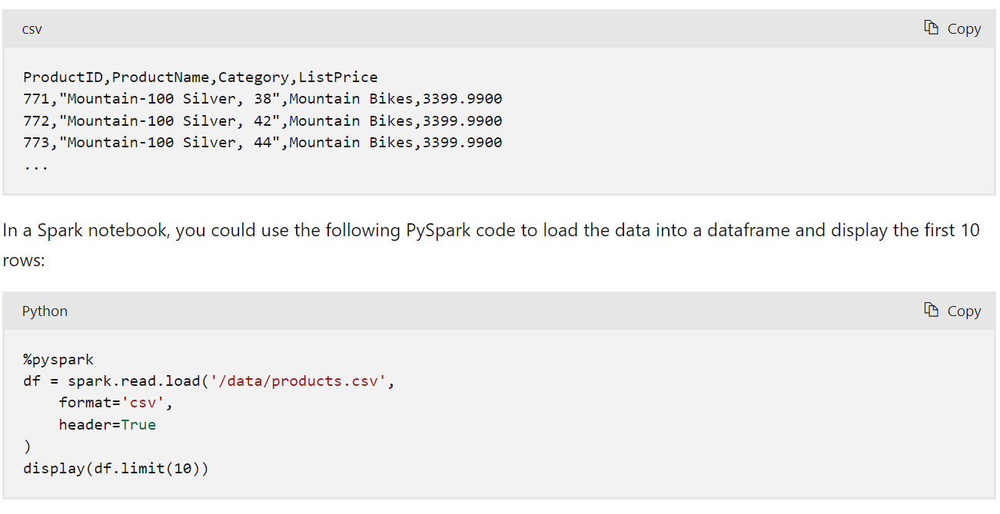 csv
Copy
ProductID,ProductName,Category,ListPrice
771,"Mountain-100 Silver, 38",Mountain Bikes,3399.9900
772,"Mountain-100 Silver, 42",Mountain Bikes,3399.9900
773,"Mountain-100 Silver, 44",Mountain Bikes,3399.9900
...
In a Spark notebook, you could use the following PySpark code to load the data into a dataframe and display the first 10
rows:
Python
Copy
%pyspark
df = spark.read.load('/data/products.csv',
    format='csv',
    header=True
)
display(df.limit(10))